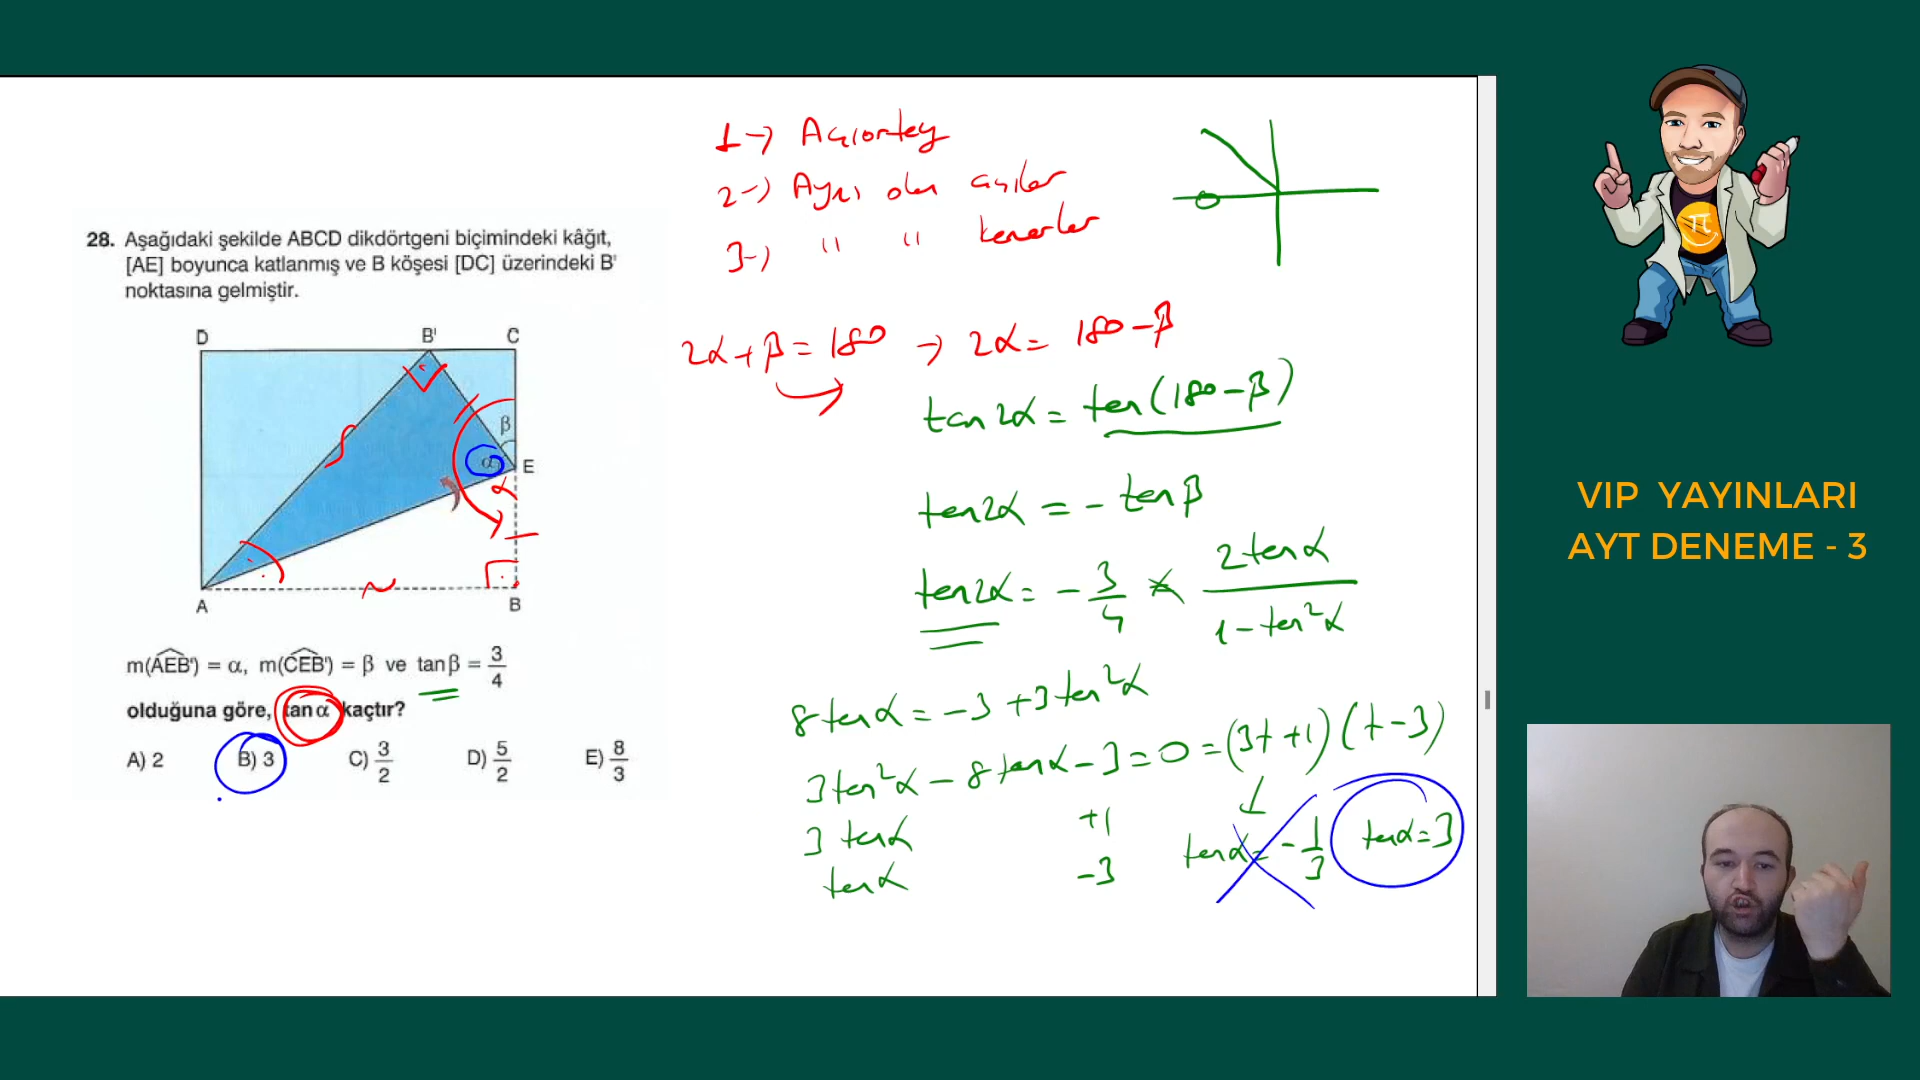 28. Aşağıdaki şekilde ABCD dikdörtgeni biçimindeki kâğıt,
[AE] boyunca katlanmış ve B köşesi [DC] üzerindeki B'
noktasına gelmiştir.
D B' C
β
α E
α
A B
m(AEB') = α, m(CEB') = β ve tanβ = 3/4
olduğuna göre, tan α kaçtır?
A) 2 B) 3 C) 3/2 D) 5/2 E) 8/3
1-) Açıortay
2-) Aynı olan açılar
3-) " " kenarlar
2α+β = 180 → 2α = 180-β
tan2α = tan(180-β)
tan2α = -tanβ
tan2α = -3/4 2tanα/1-tan²α
8tanα = -3 +3tan²α
3tan²α - 8tanα - 3 = 0 = (3t+1)(t-3)
3tanα +1 tanα = -1/3 tanα = 3
tanα -3
π
VIP YAYINLARI
AYT DENEME - 3